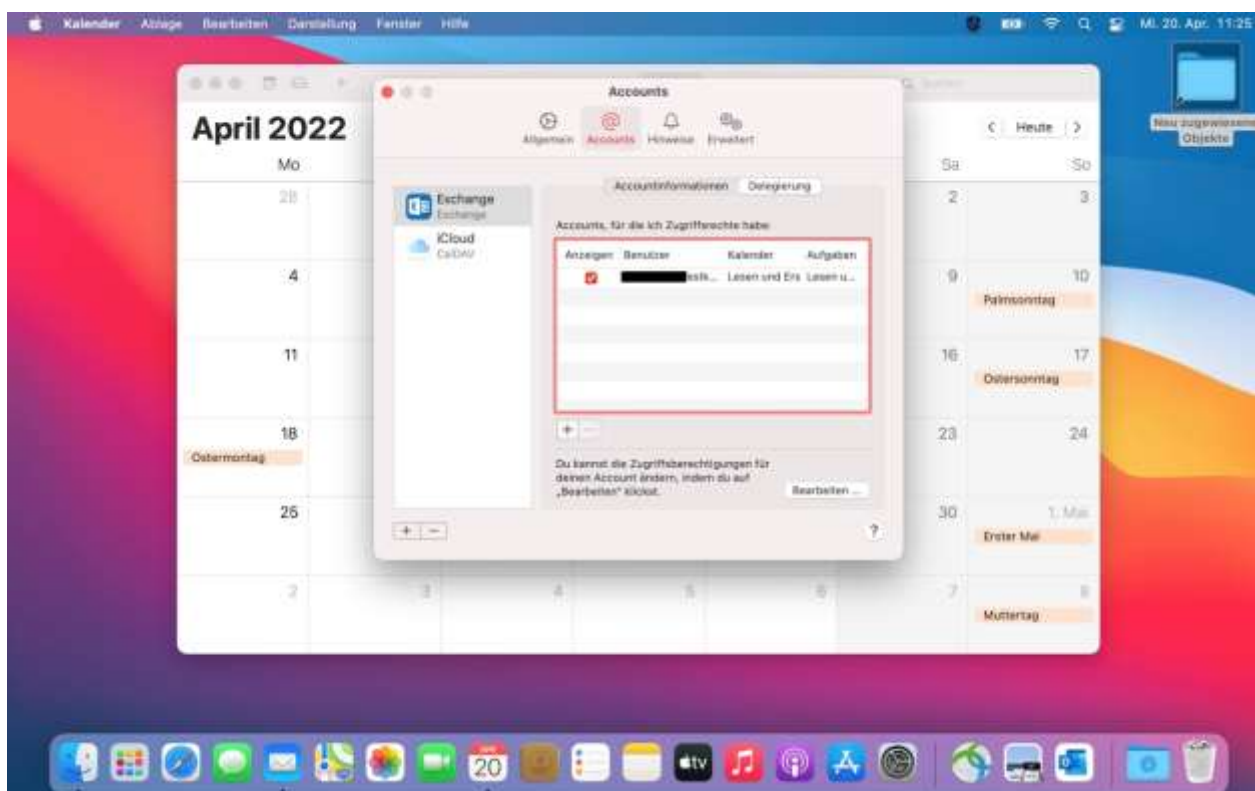 Kalender Ablage Bearbeiten Darstellung Fenster Hilfe Mi. 20. Apr. 11:25
Accounts
Suchen
Neu zugewiesene
Objekte
April 2022
Allgemein Accounts Hinweise Erweitert
Heute
Mo Sa So
Accountinformationen Delegierung
28 2 3
Exchange
Exchange
Accounts, für die ich Zugriffsrechte habe:
iCloud
CalDAV
Anzeigen Benutzer Kalender Aufgaben
Lesen und Ers Lesen u...
4 9 10
Palmsonntag
11 16 17
Ostersonntag
18 23 24
Ostermontag
Du kannst die Zugriffsberechtigungen für
deinen Account ändern, indem du auf
„Bearbeiten“ klickst.
Bearbeiten ...
25 30 1. Mai
?
Erster Mai
2 3 4 5 6 7 8
Muttertag
20
tv